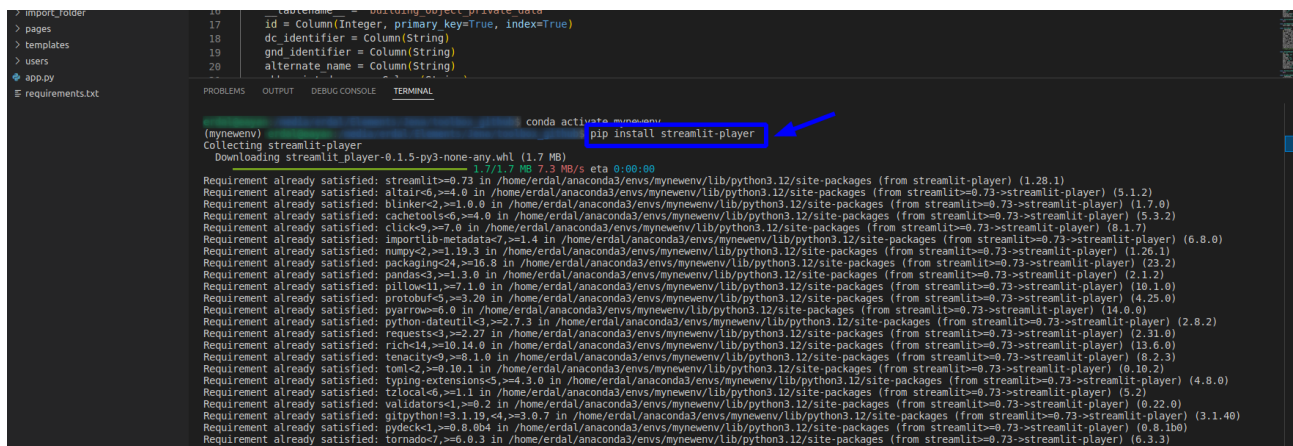 > import_folder
> pages
> templates
> users
app.py
requirements.txt
16 __tablename__ = "building_object_private_data"
17 id = Column(Integer, primary_key=True, index=True)
18 dc_identifier = Column(String)
19 gnd_identifier = Column(String)
20 alternate_name = Column(String)
PROBLEMS OUTPUT DEBUG CONSOLE TERMINAL
conda activate mynewenv
(mynewenv) pip install streamlit-player
Collecting streamlit-player
Downloading streamlit_player-0.1.5-py3-none-any.whl (1.7 MB)
1.7/1.7 MB 7.3 MB/s eta 0:00:00
Requirement already satisfied: streamlit>=0.73 in /home/erdal/anaconda3/envs/mynewenv/lib/python3.12/site-packages (from streamlit-player) (1.28.1)
Requirement already satisfied: altair<6,>=4.0 in /home/erdal/anaconda3/envs/mynewenv/lib/python3.12/site-packages (from streamlit>=0.73->streamlit-player) (5.1.2)
Requirement already satisfied: blinker<2,>=1.0.0 in /home/erdal/anaconda3/envs/mynewenv/lib/python3.12/site-packages (from streamlit>=0.73->streamlit-player) (1.7.0)
Requirement already satisfied: cachetools<6,>=4.0 in /home/erdal/anaconda3/envs/mynewenv/lib/python3.12/site-packages (from streamlit>=0.73->streamlit-player) (5.3.2)
Requirement already satisfied: click<9,>=7.0 in /home/erdal/anaconda3/envs/mynewenv/lib/python3.12/site-packages (from streamlit>=0.73->streamlit-player) (8.1.7)
Requirement already satisfied: importlib-metadata<7,>=1.4 in /home/erdal/anaconda3/envs/mynewenv/lib/python3.12/site-packages (from streamlit>=0.73->streamlit-player) (6.8.0)
Requirement already satisfied: numpy<2,>=1.19.3 in /home/erdal/anaconda3/envs/mynewenv/lib/python3.12/site-packages (from streamlit>=0.73->streamlit-player) (1.26.1)
Requirement already satisfied: packaging<24,>=16.8 in /home/erdal/anaconda3/envs/mynewenv/lib/python3.12/site-packages (from streamlit>=0.73->streamlit-player) (23.2)
Requirement already satisfied: pandas<3,>=1.3.0 in /home/erdal/anaconda3/envs/mynewenv/lib/python3.12/site-packages (from streamlit>=0.73->streamlit-player) (2.1.2)
Requirement already satisfied: pillow<11,>=7.1.0 in /home/erdal/anaconda3/envs/mynewenv/lib/python3.12/site-packages (from streamlit>=0.73->streamlit-player) (10.1.0)
Requirement already satisfied: protobuf<5,>=3.20 in /home/erdal/anaconda3/envs/mynewenv/lib/python3.12/site-packages (from streamlit>=0.73->streamlit-player) (4.25.0)
Requirement already satisfied: pyarrow>=6.0 in /home/erdal/anaconda3/envs/mynewenv/lib/python3.12/site-packages (from streamlit>=0.73->streamlit-player) (14.0.0)
Requirement already satisfied: python-dateutil<3,>=2.7.3 in /home/erdal/anaconda3/envs/mynewenv/lib/python3.12/site-packages (from streamlit>=0.73->streamlit-player) (2.8.2)
Requirement already satisfied: requests<3,>=2.27 in /home/erdal/anaconda3/envs/mynewenv/lib/python3.12/site-packages (from streamlit>=0.73->streamlit-player) (2.31.0)
Requirement already satisfied: rich<14,>=10.14.0 in /home/erdal/anaconda3/envs/mynewenv/lib/python3.12/site-packages (from streamlit>=0.73->streamlit-player) (13.6.0)
Requirement already satisfied: tenacity<9,>=8.1.0 in /home/erdal/anaconda3/envs/mynewenv/lib/python3.12/site-packages (from streamlit>=0.73->streamlit-player) (8.2.3)
Requirement already satisfied: toml<2,>=0.10.1 in /home/erdal/anaconda3/envs/mynewenv/lib/python3.12/site-packages (from streamlit>=0.73->streamlit-player) (0.10.2)
Requirement already satisfied: typing-extensions<5,>=4.3.0 in /home/erdal/anaconda3/envs/mynewenv/lib/python3.12/site-packages (from streamlit>=0.73->streamlit-player) (4.8.0)
Requirement already satisfied: tzlocal<6,>=1.1 in /home/erdal/anaconda3/envs/mynewenv/lib/python3.12/site-packages (from streamlit>=0.73->streamlit-player) (5.2)
Requirement already satisfied: validators<1,>=0.2 in /home/erdal/anaconda3/envs/mynewenv/lib/python3.12/site-packages (from streamlit>=0.73->streamlit-player) (0.22.0)
Requirement already satisfied: gitpython!=3.1.19,<4,>=3.0.7 in /home/erdal/anaconda3/envs/mynewenv/lib/python3.12/site-packages (from streamlit>=0.73->streamlit-player) (3.1.40)
Requirement already satisfied: pydeck<1,>=0.8.0b4 in /home/erdal/anaconda3/envs/mynewenv/lib/python3.12/site-packages (from streamlit>=0.73->streamlit-player) (0.8.1b0)
Requirement already satisfied: tornado<7,>=6.0.3 in /home/erdal/anaconda3/envs/mynewenv/lib/python3.12/site-packages (from streamlit>=0.73->streamlit-player) (6.3.3)